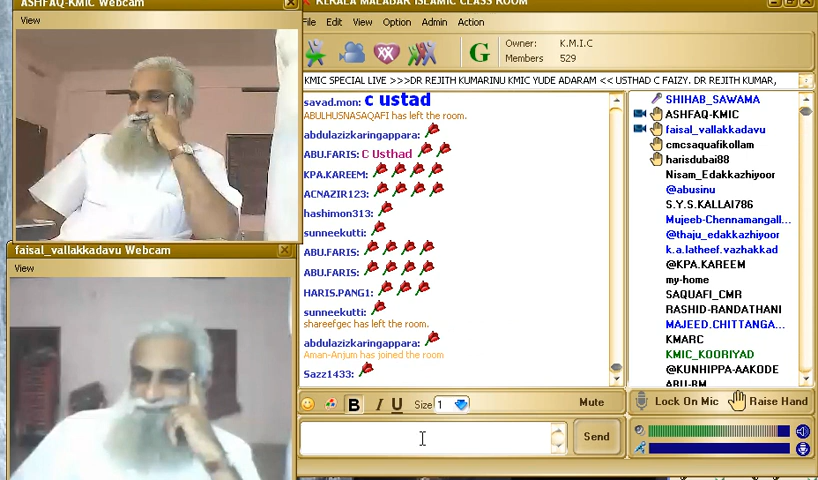 ASHFAQ-KMIC Webcam
View
KERALA MALABAR ISLAMIC CLASS ROOM
File Edit View Option Admin Action
G
Owner: K.M.I.C
Members 529
KMIC SPECIAL LIVE >>>DR REJITH KUMARINU KMIC YUDE ADARAM << USTHAD C FAIZY. DR REJITH KUMAR,
savad.mon: c ustad
ABULHUSNASAQAFI has left the room.
abdulazizkaringappara:
ABU.FARIS: C Usthad
KPA.KAREEM:
ACNAZIR123:
hashimon313:
sunneekutti:
ABU.FARIS:
ABU.FARIS:
HARIS.PANG1:
sunneekutti:
shareefgec has left the room.
abdulazizkaringappara:
Aman-Anjum has joined the room
Sazz1433:
SHIHAB_SAWAMA
ASHFAQ-KMIC
faisal_vallakkadavu
cmcsaquafikollam
harisdubai88
Nisam_Edakkazhiyoor
@abusinu
S.Y.S.KALLAI786
Mujeeb-Chennamangall...
@thaju_edakkazhiyoor
k.a.latheef.vazhakkad
@KPA.KAREEM
my-home
SAQUAFI_CMR
RASHID-RANDATHANI
MAJEED.CHITTANGA...
KMARC
KMIC_KOORIYAD
@KUNHIPPA-AAKODE
ABU-RM
faisal_vallakkadavu Webcam
View
B I U Size 1 Mute
Lock On Mic Raise Hand
Send